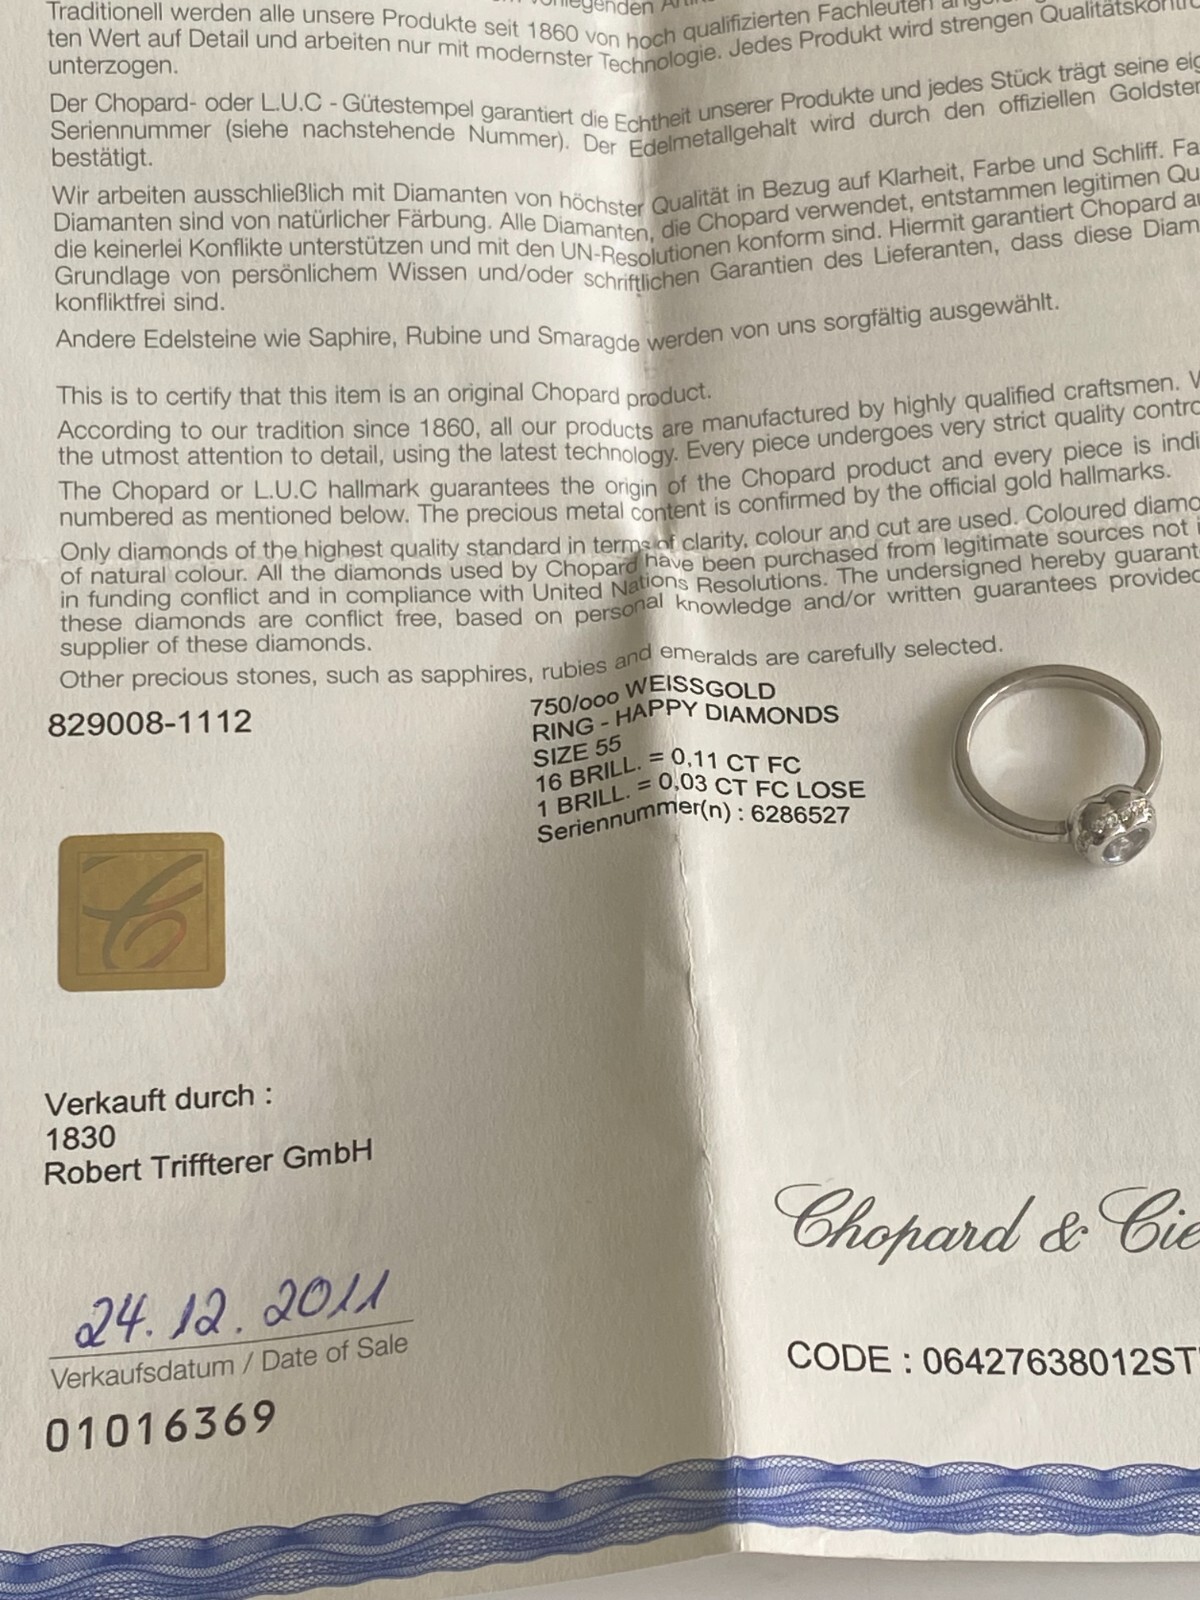 vorliegenden
Traditionell werden alle unsere Produkte seit 1860 von hoch qualifizierten Fachleuten
ten Wert auf Detail und arbeiten nur mit modernster Technologie. Jedes Produkt wird strengen
unterzogen.
Der Chopard- oder L.U.C - Gütestempel garantiert die Echtheit unserer Produkte und jedes Stück trägt seine
Seriennummer (siehe nachstehende Nummer). Der Edelmetallgehalt wird durch den offiziellen
bestätigt.
Wir arbeiten ausschließlich mit Diamanten von höchster Qualität in Bezug auf Klarheit, Farbe und Schliff.
Diamanten sind von natürlicher Färbung. Alle Diamanten, die Chopard verwendet, entstammen legitimen
die keinerlei Konflikte unterstützen und mit den UN-Resolutionen konform sind. Hiermit garantiert Chopard
Grundlage von persönlichem Wissen und/oder schriftlichen Garantien des Lieferanten, dass diese
konfliktfrei sind.
Andere Edelsteine wie Saphire, Rubine und Smaragde werden von uns sorgfältig ausgewählt.
This is to certify that this item is an original Chopard product.
According to our tradition since 1860, all our products are manufactured by highly qualified craftsmen.
the utmost attention to detail, using the latest technology. Every piece undergoes very strict quality
The Chopard or L.U.C hallmark guarantees the origin of the Chopard product and every piece is
numbered as mentioned below. The precious metal content is confirmed by the official gold hallmarks.
Only diamonds of the highest quality standard in terms of clarity, colour and cut are used. Coloured
of natural colour. All the diamonds used by Chopard have been purchased from legitimate sources not
in funding conflict and in compliance with United Nations Resolutions. The undersigned hereby
these diamonds are conflict free, based on personal knowledge and/or written guarantees provided
supplier of these diamonds.
Other precious stones, such as sapphires, rubies and emeralds are carefully selected.
829008-1112
750/ooo WEISSGOLD
RING - HAPPY DIAMONDS
SIZE 55
16 BRILL. = 0,11 CT FC
1 BRILL. = 0,03 CT FC LOSE
Seriennummer(n) : 6286527
Verkauft durch :
1830
Robert Triffterer GmbH
Chopard & Cie
24.12.2011
Verkaufsdatum / Date of Sale
CODE : 06427638012ST
01016369